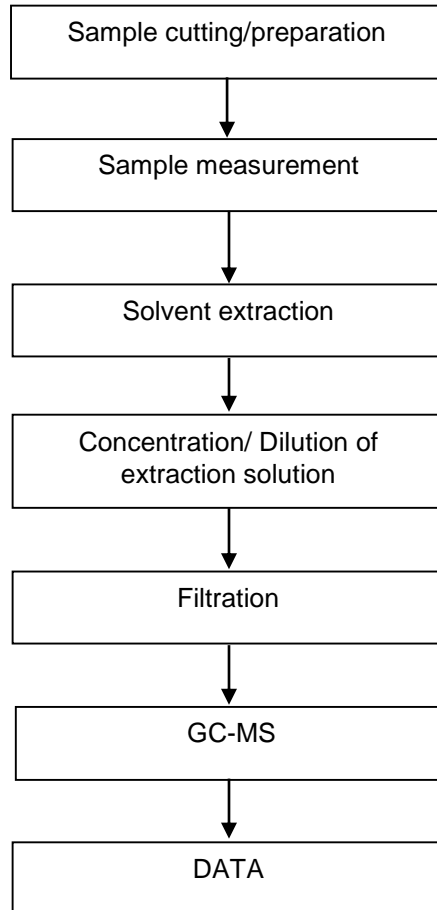 Sample cutting/preparation
Sample measurement
Solvent extraction
Concentration/ Dilution of
extraction solution
Filtration
GC-MS
DATA